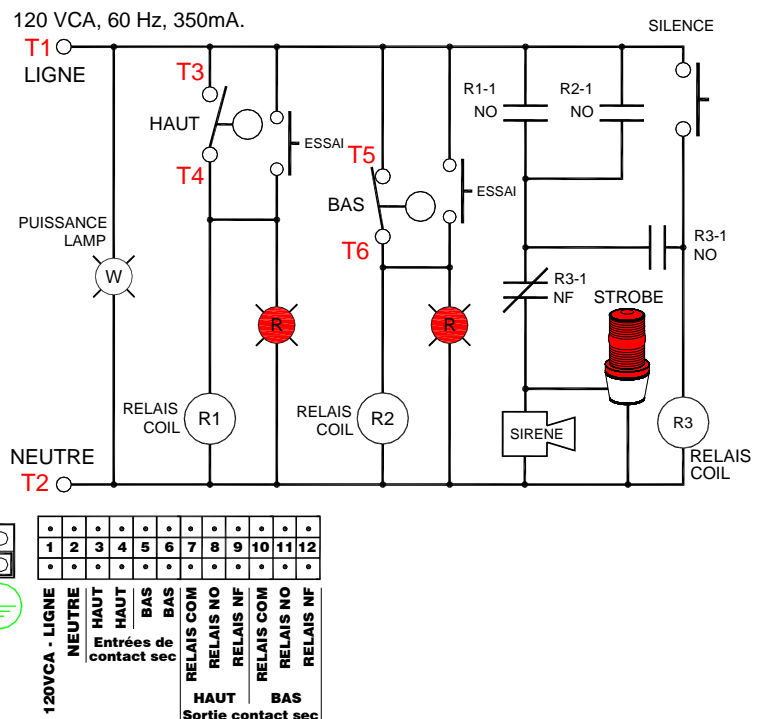 120 VCA, 60 Hz, 350mA.
SILENCE
T1
LIGNE
T3
HAUT
ESSAI
T4
T5
BAS
ESSAI
T6
R1-1
NO
R2-1
NO
R3-1
NO
R3-1
NF
STROBE
PUISSANCE
LAMP
W
R
R
RELAIS
COIL
R1
RELAIS
COIL
R2
SIRENE
R3
RELAIS
COIL
NEUTRE
T2
1 2 3 4 5 6 7 8 9 10 11 12
120VCA - LIGNE
NEUTRE
HAUT
HAUT
BAS
BAS
RELAIS COM
RELAIS NO
RELAIS NF
RELAIS COM
RELAIS NO
RELAIS NF
Entrées de
contact sec
HAUT
BAS
Sortie contact sec